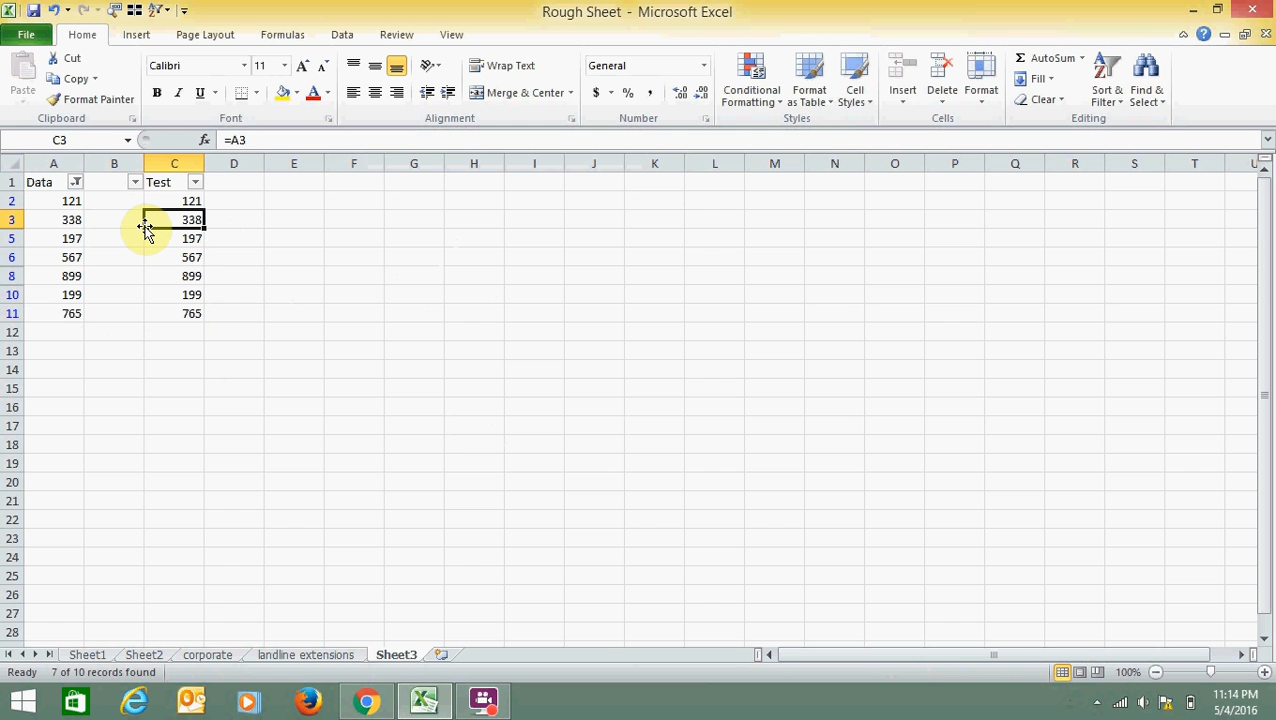 Rough Sheet - Microsoft Excel
File Home Insert Page Layout Formulas Data Review View
Paste
Cut
Copy
Format Painter
Clipboard
Calibri 11
B I U
Font
Wrap Text
Merge & Center
Alignment
General
$ % ,
Number
Conditional Formatting
Format as Table
Cell Styles
Styles
Insert Delete Format
Cells
AutoSum
Fill
Clear
Sort & Filter
Find & Select
Editing
C3 fx =A3
A B C D E F G H I J K L M N O P Q R S T U
1 Data Test
2 121 121
3 338 338
5 197 197
6 567 567
8 899 899
10 199 199
11 765 765
12
13
14
15
16
17
18
19
20
21
22
23
24
25
26
27
28
Sheet1 Sheet2 corporate landline extensions Sheet3
Ready 7 of 10 records found 100%
11:14 PM
5/4/2016